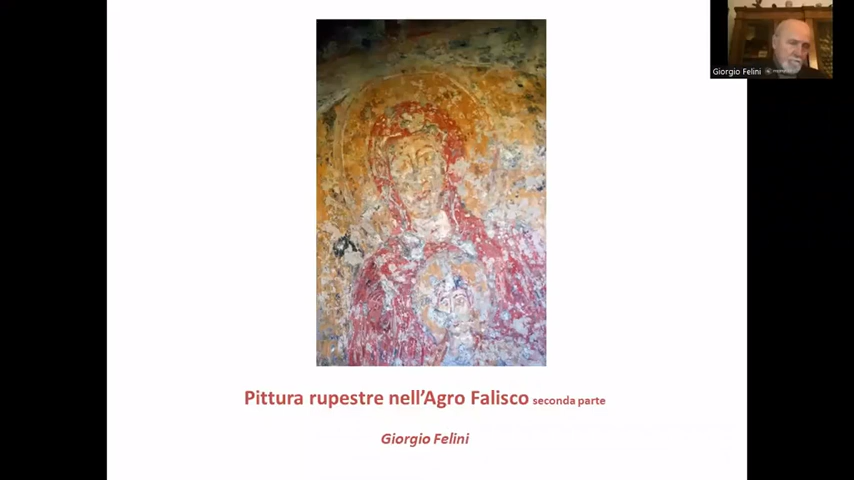 Giorgio Felini
Pittura rupestre nell'Agro Falisco seconda parte
Giorgio Felini